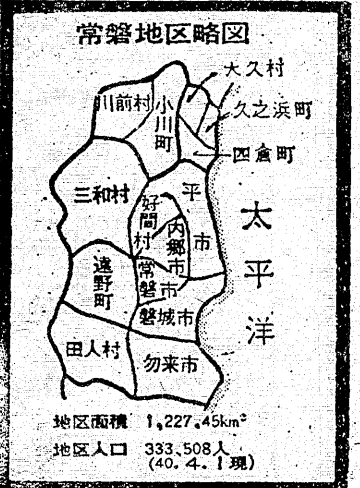 常磐地区略図
大久村
川前村
小川町
久之浜町
四倉町
三和村
好間村
平市
内郷市
太平洋
遠野町
常磐市
磐城市
田人村
勿来市
地区面積 1,227.45km²
地区人口 333,508人
(40.4.1現)